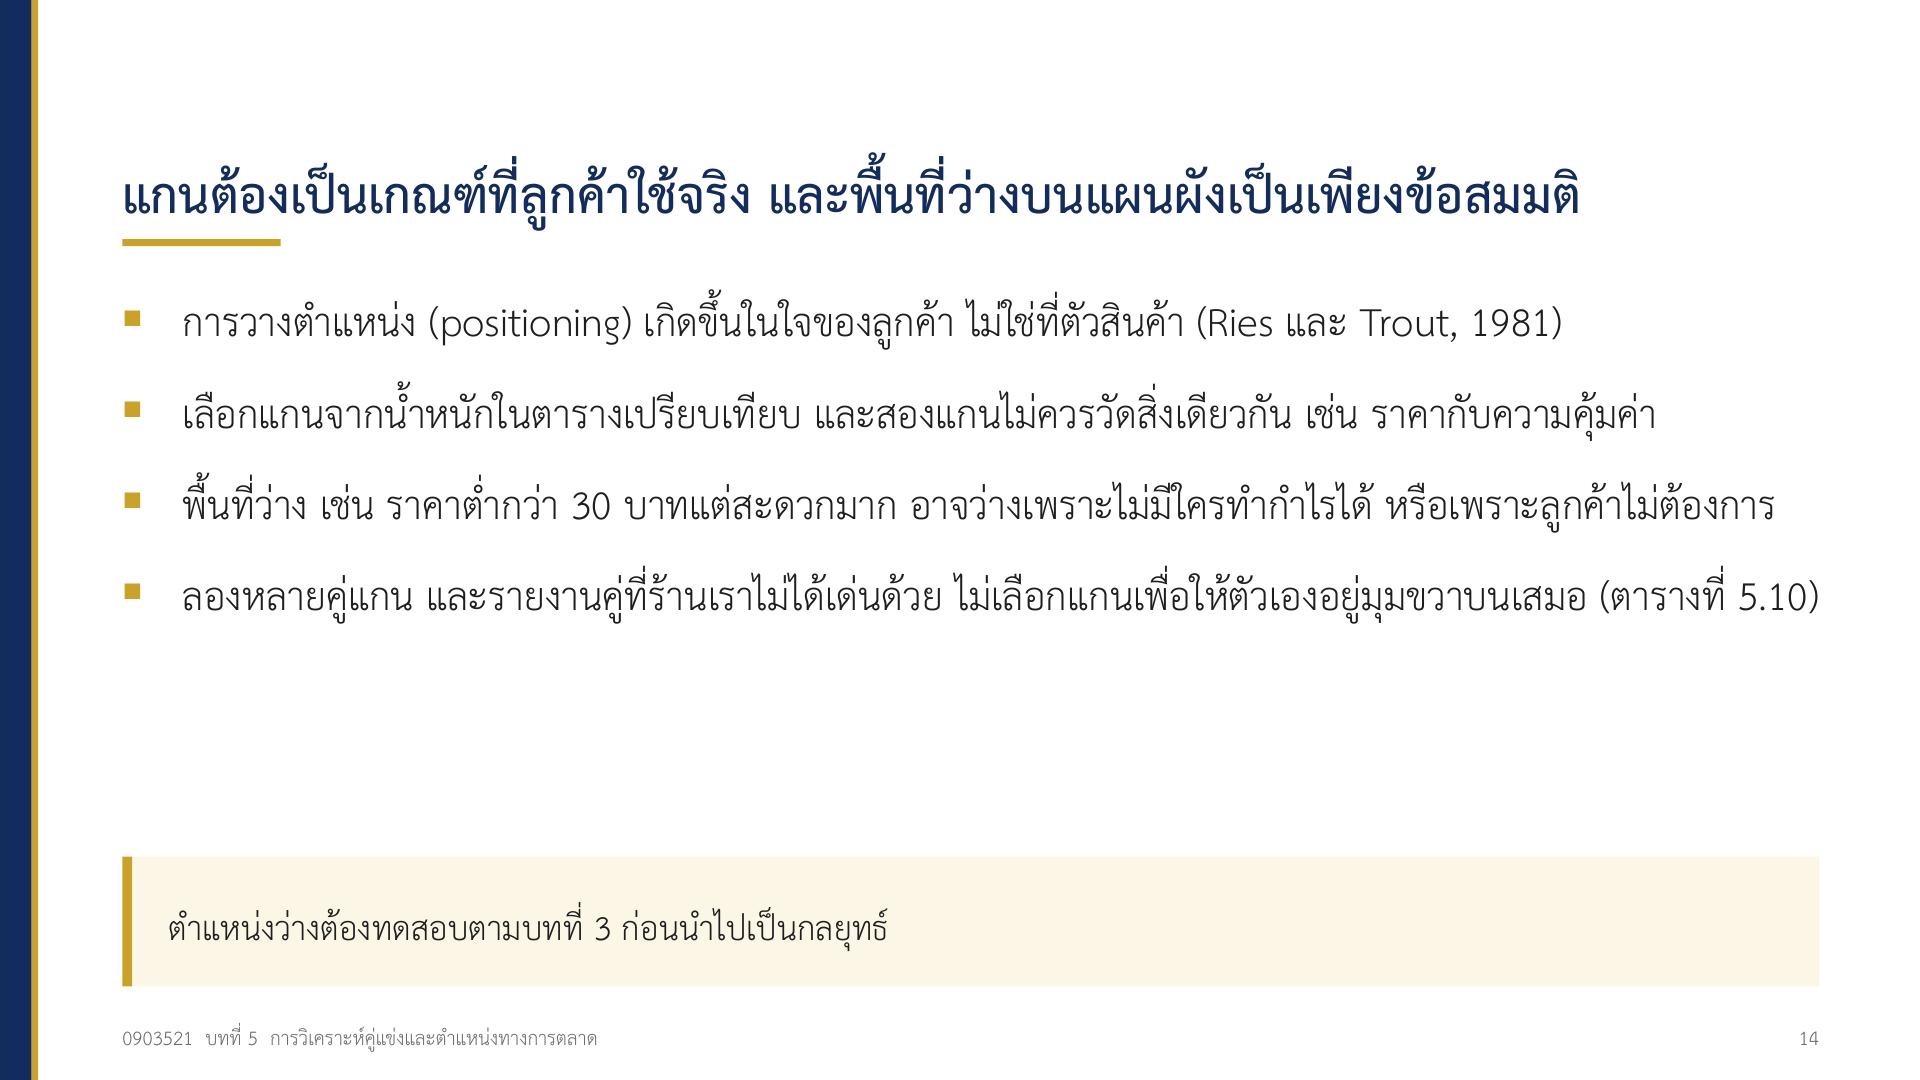 แกนต้องเป็นเกณฑ์ที่ลูกค้าใช้จริง และพื้นที่ว่างบนแผนผังเป็นเพียงข้อสมมติ
การวางตำแหน่ง (positioning) เกิดขึ้นในใจของลูกค้า ไม่ใช่ที่ตัวสินค้า (Ries และ Trout, 1981)
เลือกแกนจากน้ำหนักในตารางเปรียบเทียบ และสองแกนไม่ควรวัดสิ่งเดียวกัน เช่น ราคากับความคุ้มค่า
พื้นที่ว่าง เช่น ราคาต่ำกว่า 30 บาทแต่สะดวกมาก อาจว่างเพราะไม่มีใครทำกำไรได้ หรือเพราะลูกค้าไม่ต้องการ
ลองหลายคู่แกน และรายงานคู่ที่ร้านเราไม่ได้เด่นด้วย ไม่เลือกแกนเพื่อให้ตัวเองอยู่มุมขวาบนเสมอ (ตารางที่ 5.10)
ตำแหน่งว่างต้องทดสอบตามบทที่ 3 ก่อนนำไปเป็นกลยุทธ์
0903521 บทที่ 5 การวิเคราะห์คู่แข่งและตำแหน่งทางการตลาด
14